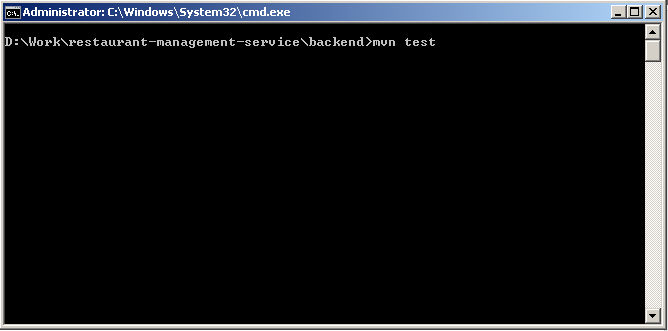 Administrator: C:\Windows\System32\cmd.exe
D:\Work\restaurant-management-service\backend>mvn test